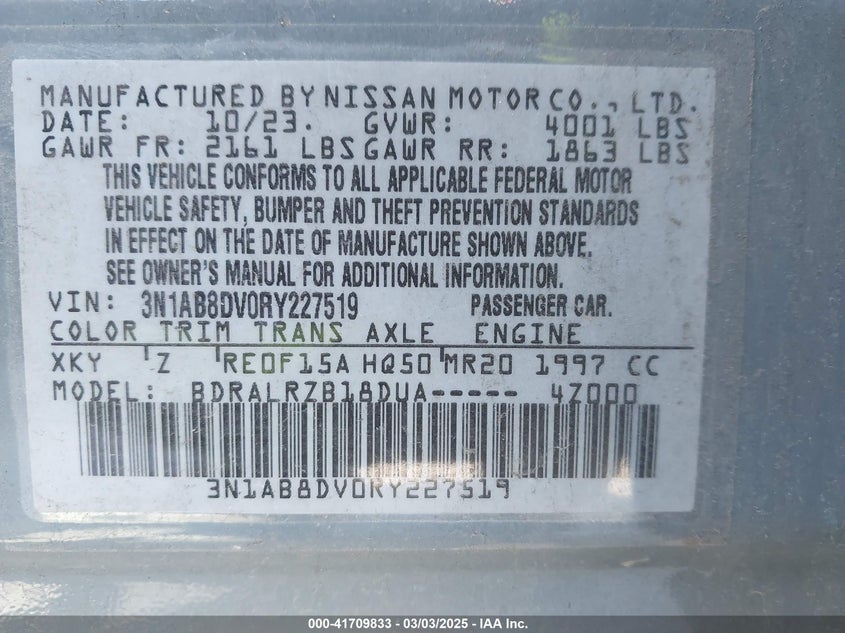 MANUFACTURED BY NISSAN MOTOR CO., LTD.
DATE: 10/23. GVWR: 4001 LBS
GAWR FR: 2161 LBS GAWR RR: 1863 LBS
THIS VEHICLE CONFORMS TO ALL APPLICABLE FEDERAL MOTOR
VEHICLE SAFETY, BUMPER AND THEFT PREVENTION STANDARDS
IN EFFECT ON THE DATE OF MANUFACTURE SHOWN ABOVE.
SEE OWNER'S MANUAL FOR ADDITIONAL INFORMATION.
VIN: 3N1AB8DV0RY227519 PASSENGER CAR.
COLOR TRIM TRANS AXLE ENGINE
XKY Z RE0F15A HQ50 MR20 1997 CC
MODEL: BDRALRZB18DUA----- 4Z000
3N1AB8DV0RY227519
000-41709833 — 03/03/2025 — IAA Inc.